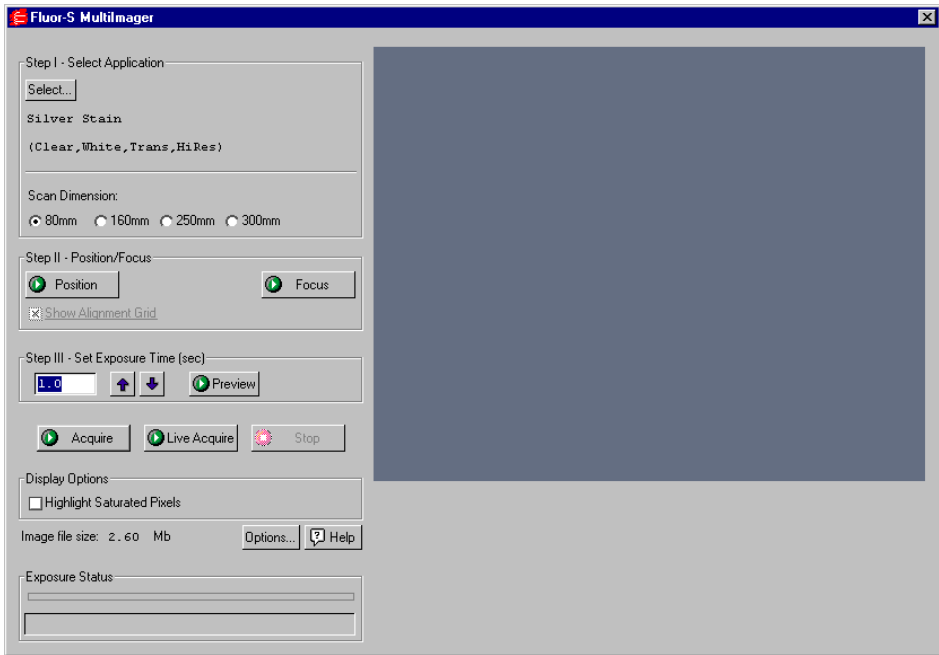 Fluor-S MultiImager
Step I - Select Application
Select...
Silver Stain
(Clear,White,Trans,HiRes)
Scan Dimension:
80mm 160mm 250mm 300mm
Step II - Position/Focus
Position Focus
Show Alignment Grid
Step III - Set Exposure Time (sec)
1.0 Preview
Acquire Live Acquire Stop
Display Options
Highlight Saturated Pixels
Image file size: 2.60 Mb Options... Help
Exposure Status